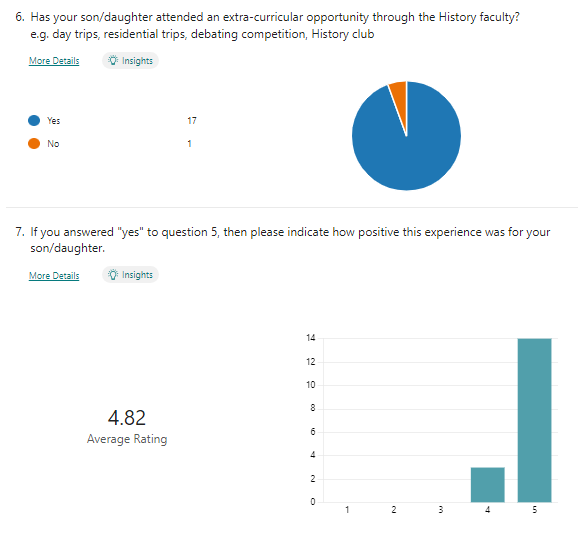 6. Has your son/daughter attended an extra-curricular opportunity through the History faculty?
e.g. day trips, residential trips, debating competition, History club
More Details
Insights
Yes 17
No 1
7. If you answered "yes" to question 5, then please indicate how positive this experience was for your
son/daughter.
More Details
Insights
4.82
Average Rating
14
12
10
8
6
4
2
0
1 2 3 4 5